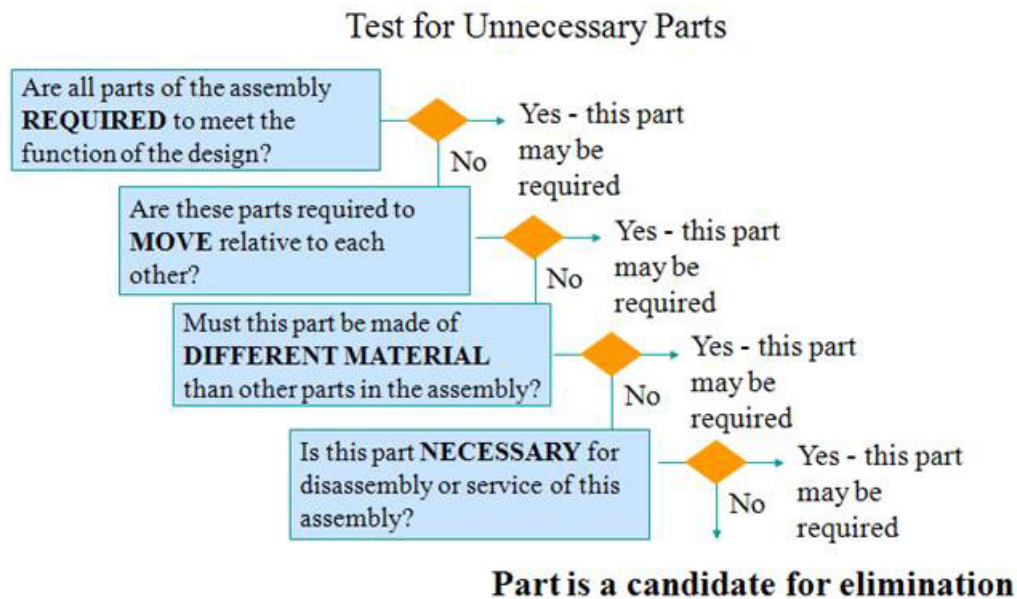 Test for Unnecessary Parts
Are all parts of the assembly
REQUIRED to meet the
function of the design?
Yes - this part
may be
required
No
Are these parts required to
MOVE relative to each
other?
Yes - this part
may be
required
No
Must this part be made of
DIFFERENT MATERIAL
than other parts in the assembly?
Yes - this part
may be
required
No
Is this part NECESSARY for
disassembly or service of this
assembly?
Yes - this part
may be
required
No
Part is a candidate for elimination